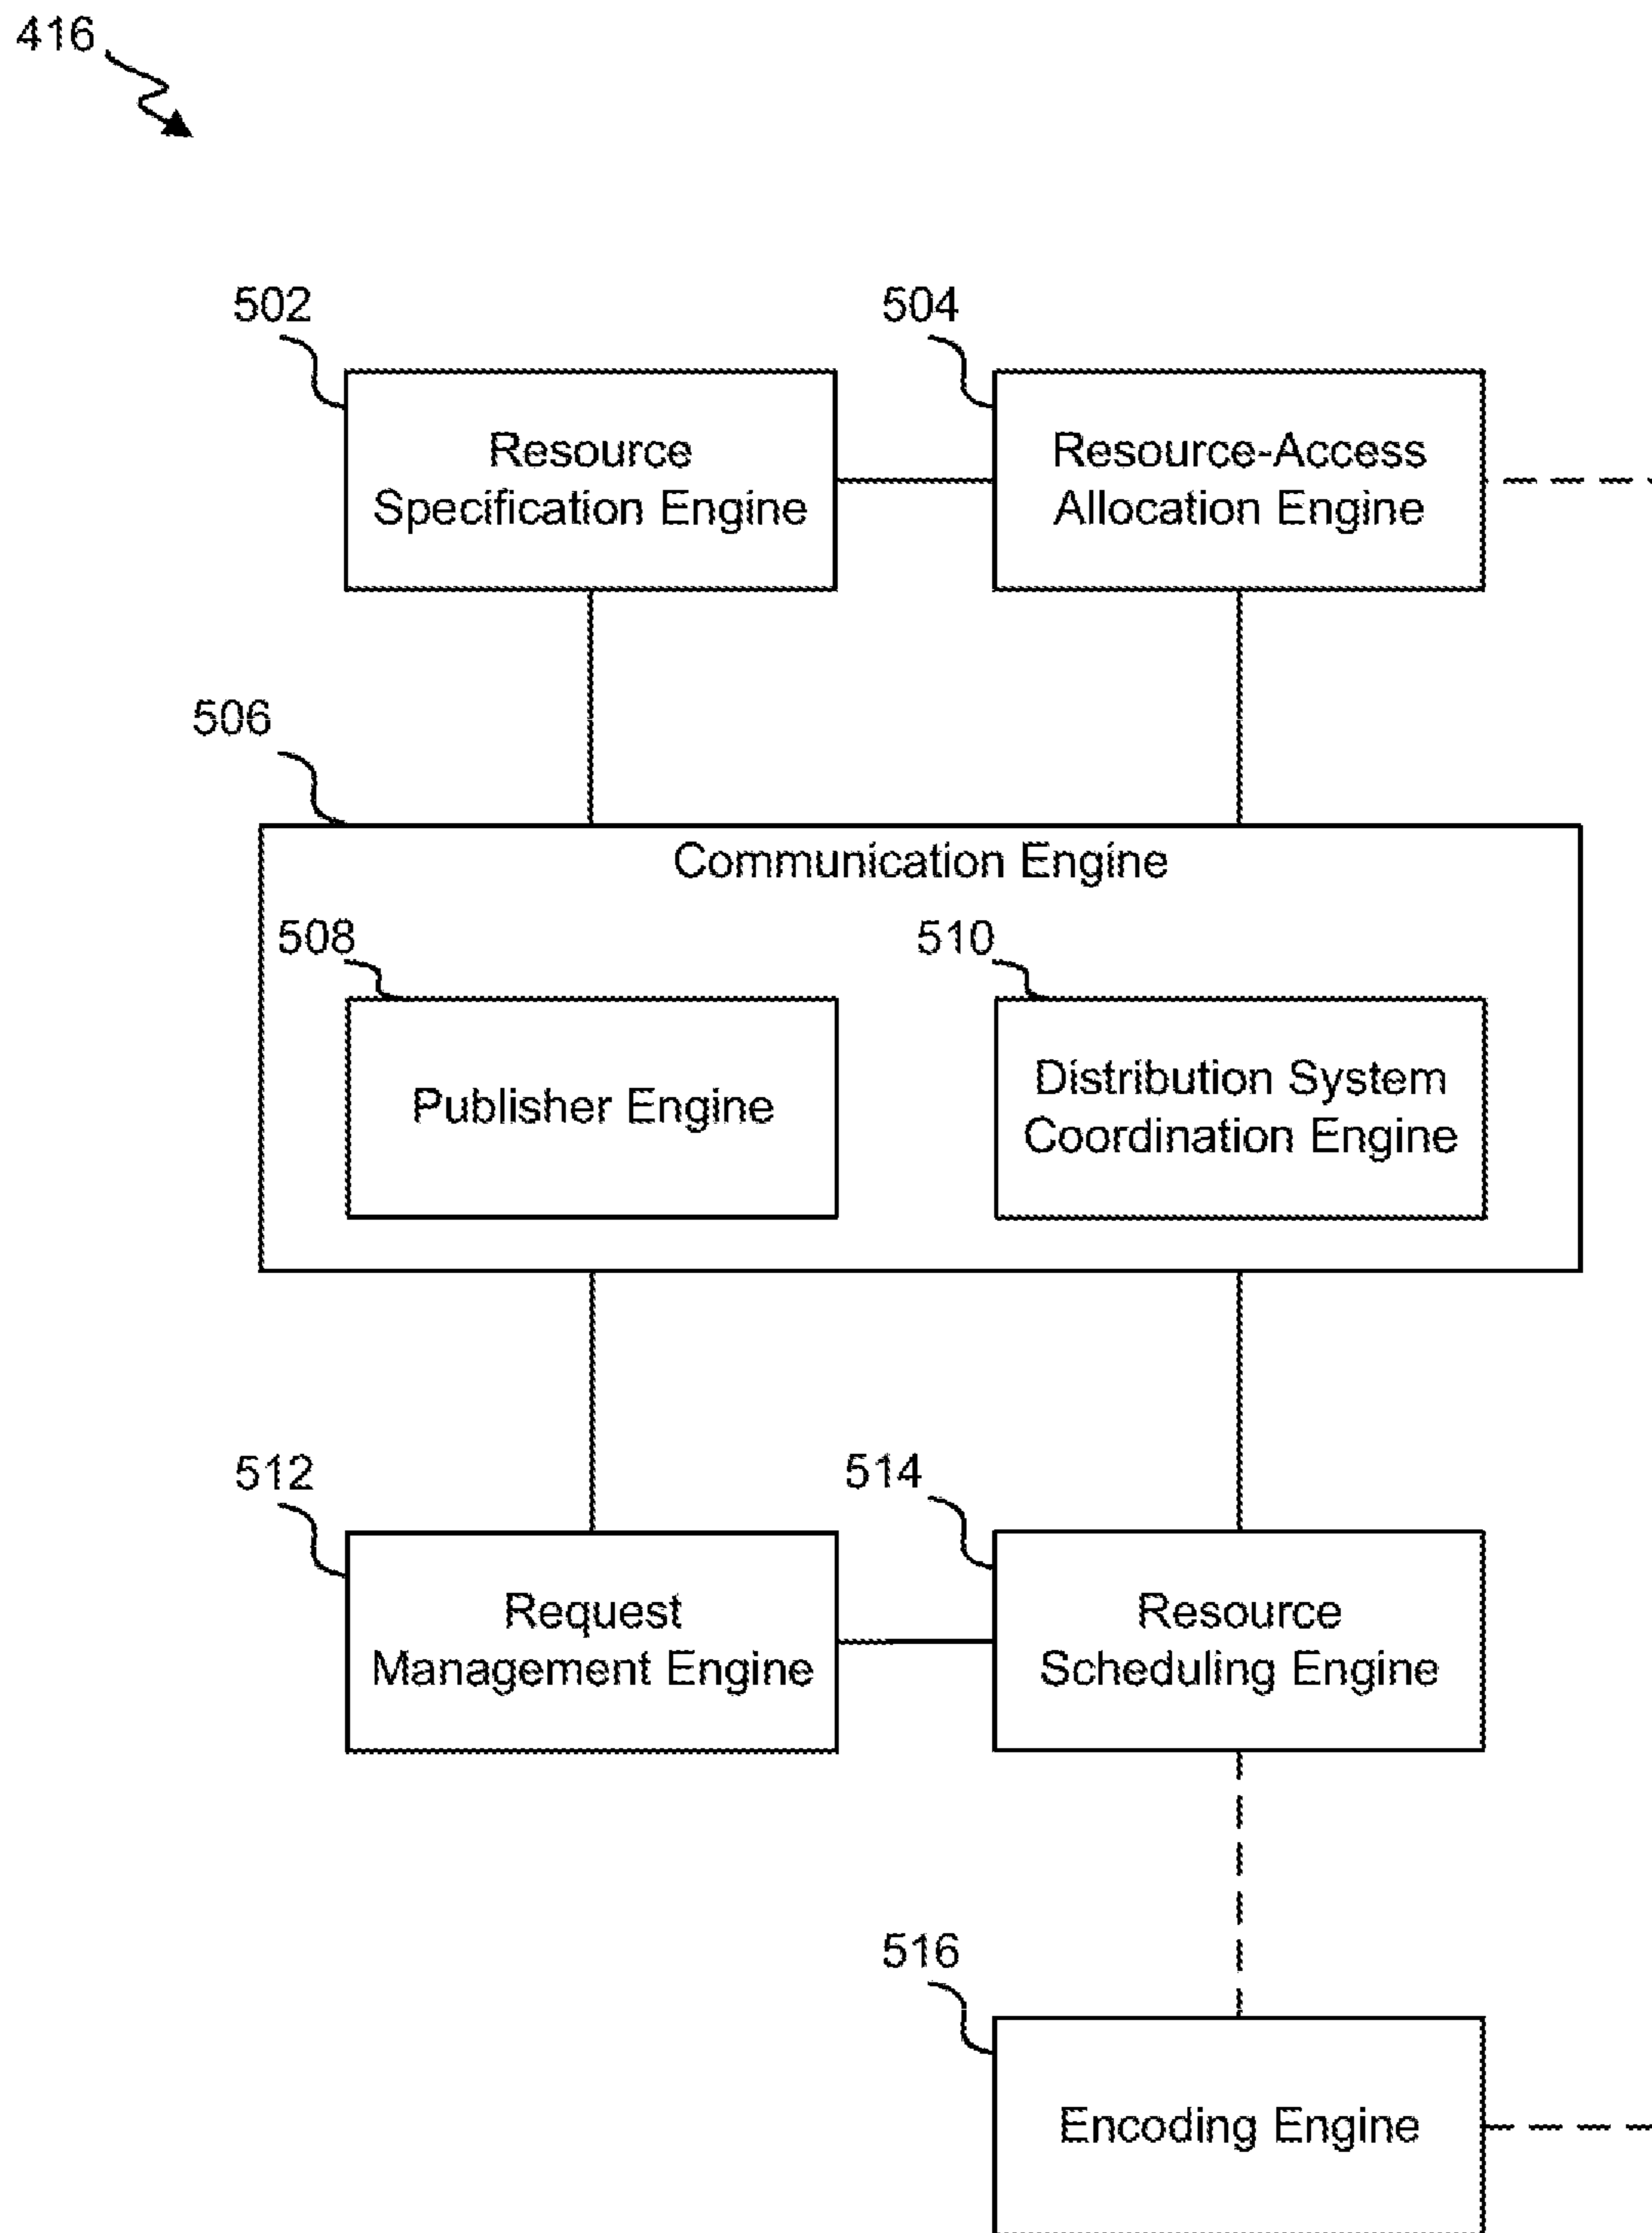 416
502
504
Resource
Specification Engine
Resource-Access
Allocation Engine
506
Communication Engine
508
510
Publisher Engine
Distribution System
Coordination Engine
512
514
Request
Management Engine
Resource
Scheduling Engine
516
Encoding Engine